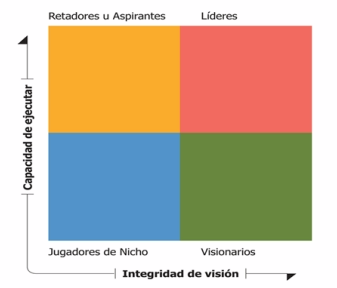 Retadores u Aspirantes
Líderes
Capacidad de ejecutar
Jugadores de Nicho
Visionarios
Integridad de visión